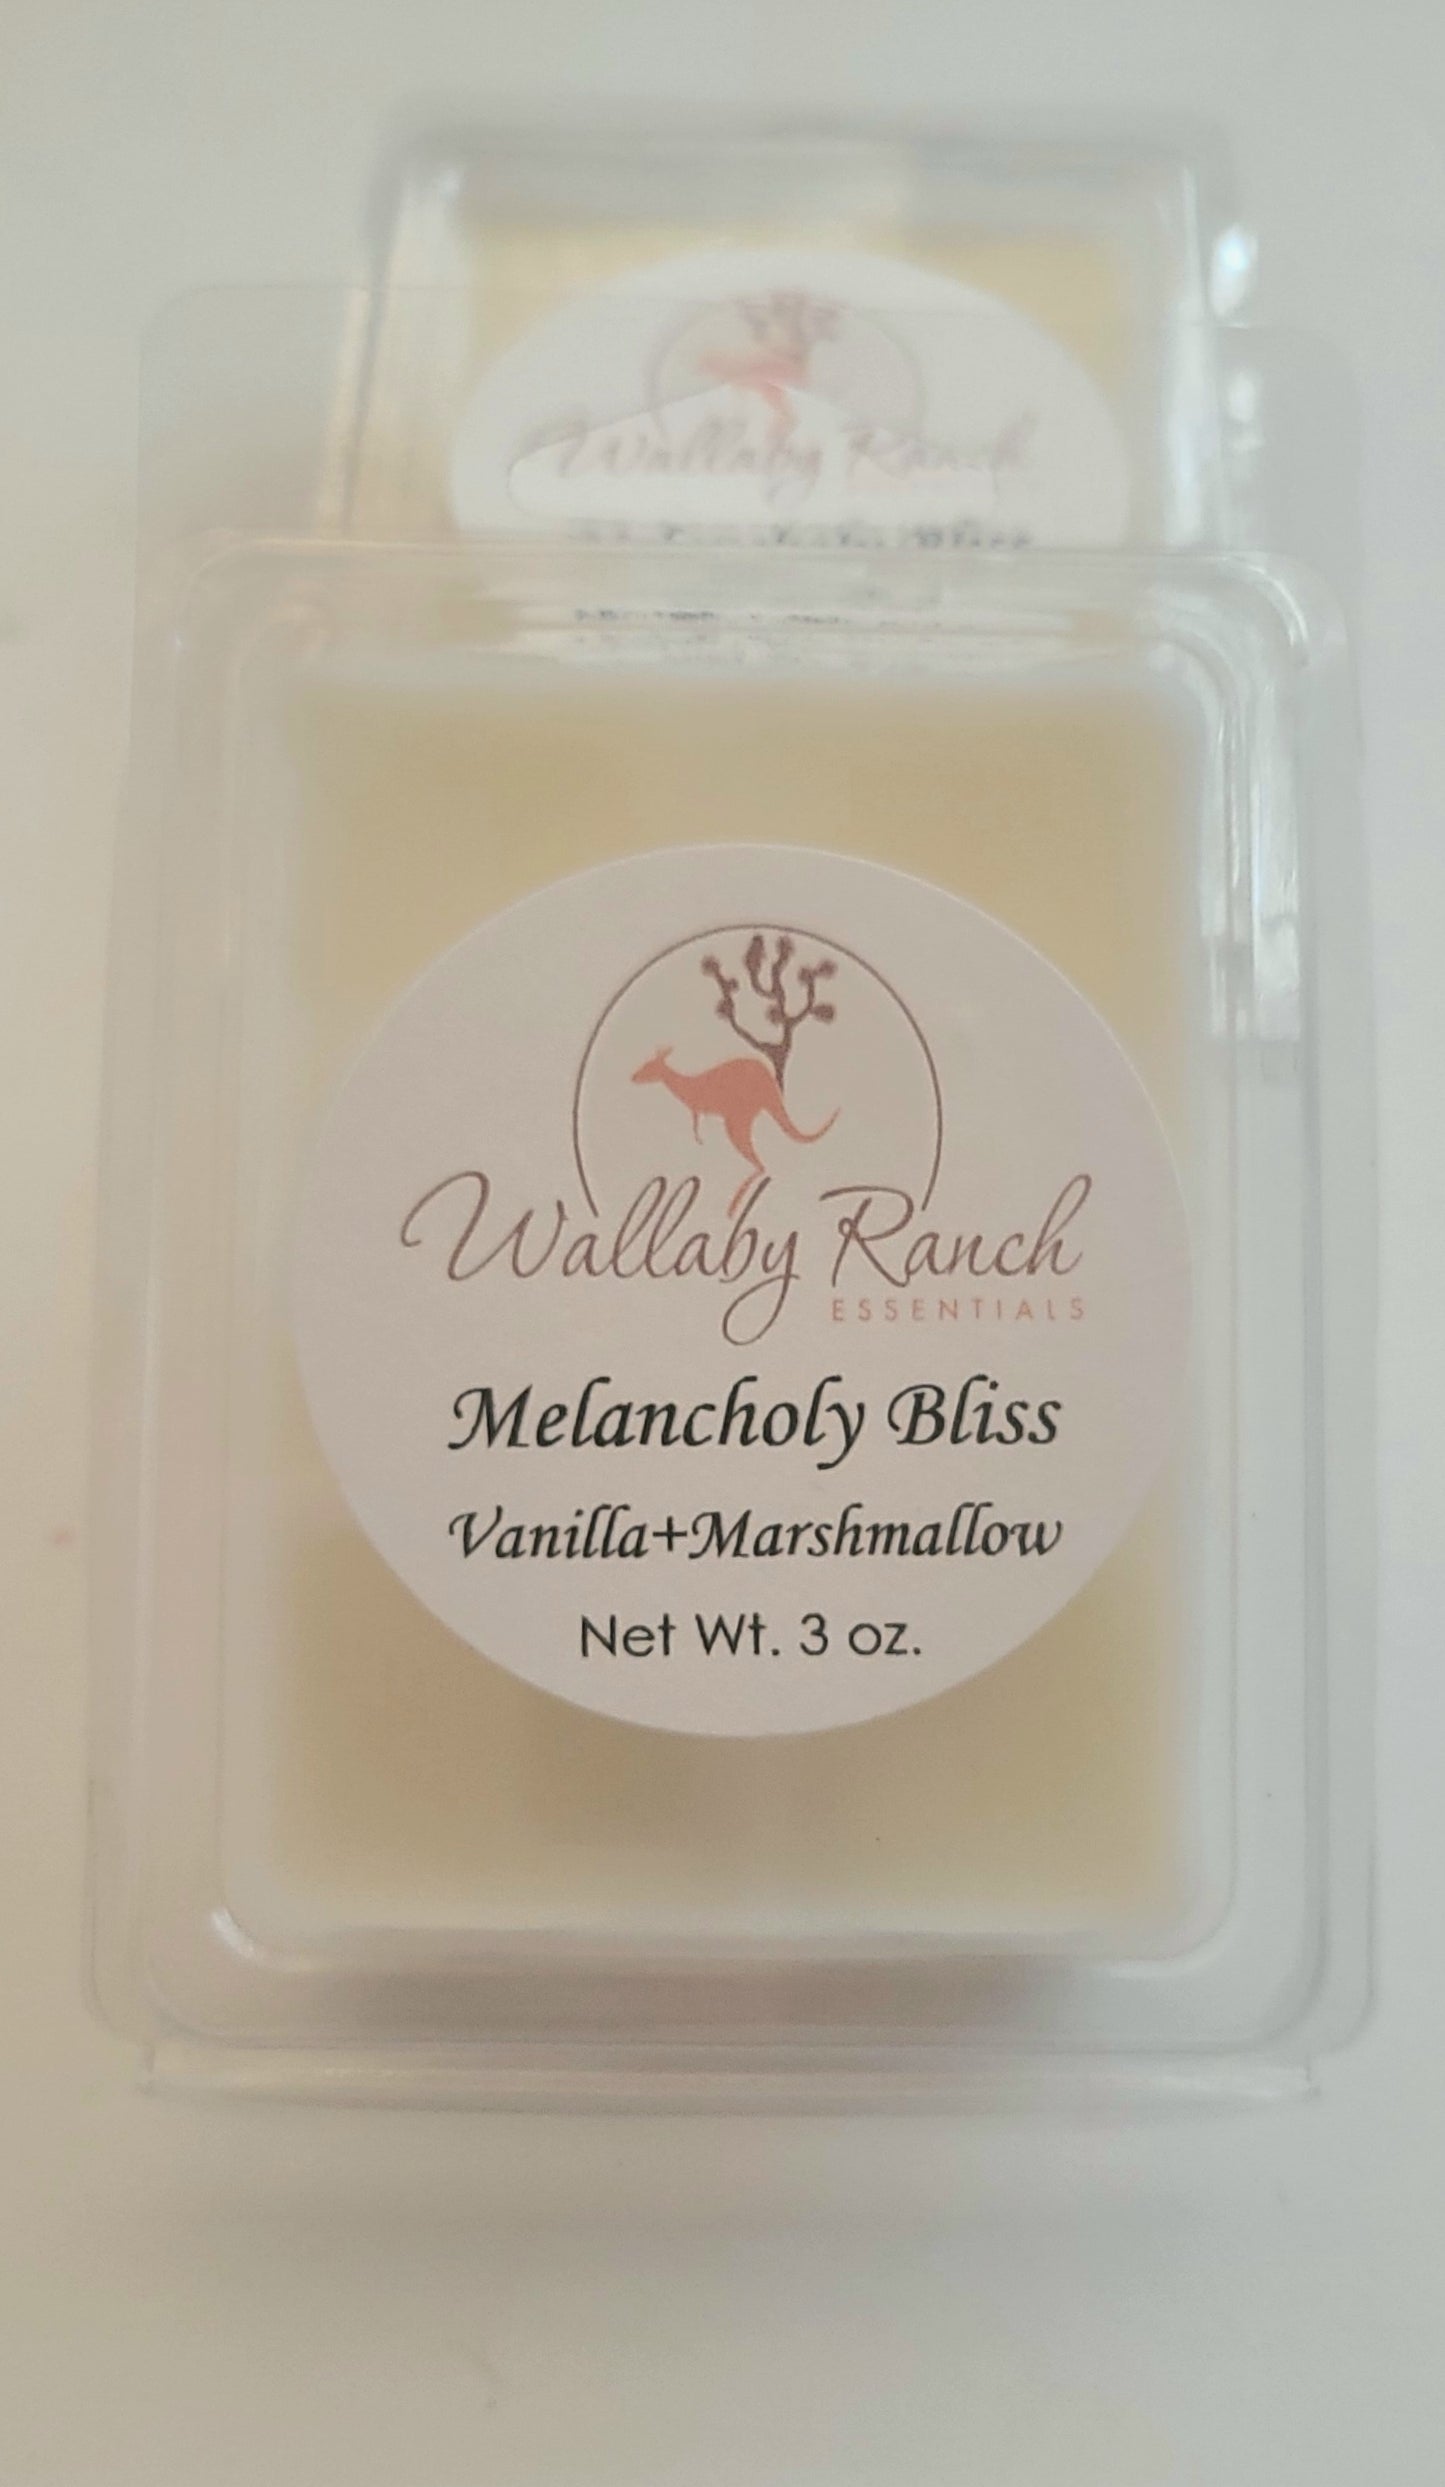 Wallaby Ranch
Wallaby Ranch
ESSENTIALS
Melancholy Bliss
Vanilla+Marshmallow
Net Wt. 3 oz.